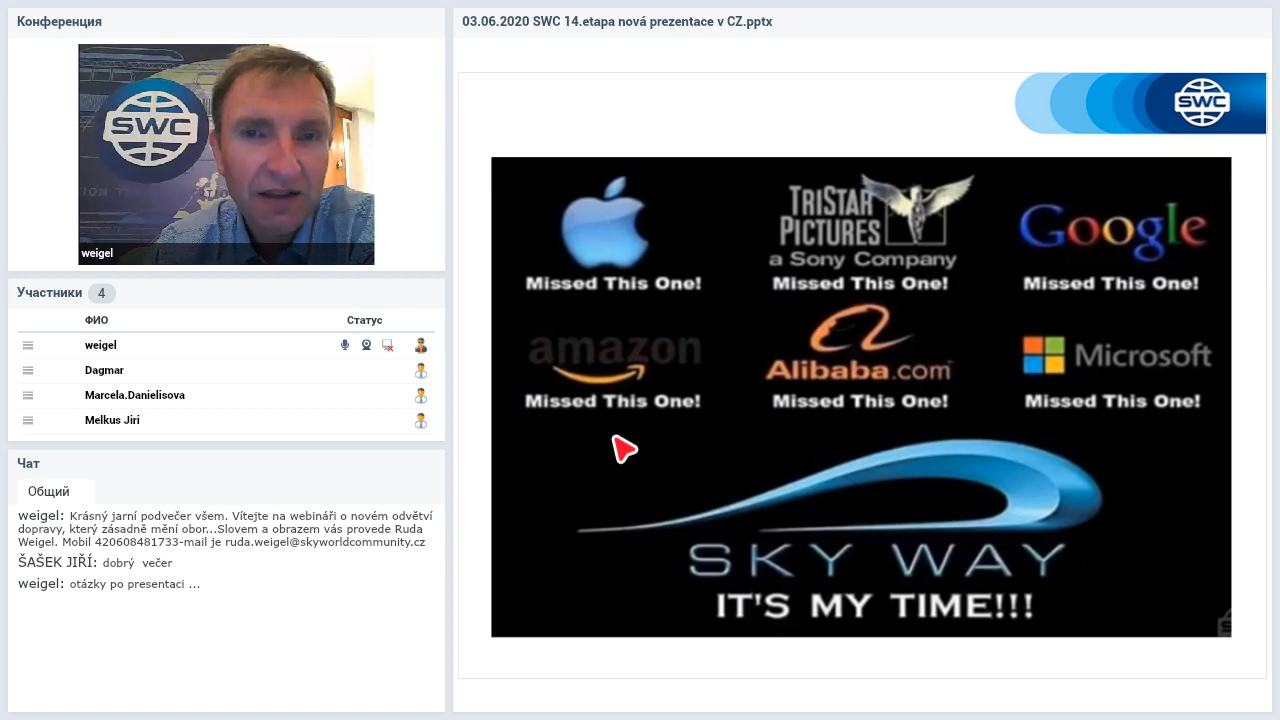 Конференция
SWC
weigel
Участники 4
ФИО Статус
weigel
Dagmar
Marcela.Danielisova
Melkus Jiri
Чат
Общий
weigel: Krásný jarní podvečer všem. Vítejte na webináři o novém odvětví
dopravy, který zásadně mění obor...Slovem a obrazem vás provede Ruda
Weigel. Mobil 420608481733-mail je ruda.weigel@skyworldcommunity.cz
ŠAŠEK JIŘÍ: dobrý večer
weigel: otázky po presentaci ...
03.06.2020 SWC 14.etapa nová prezentace v CZ.pptx
SWC
TRISTAR
PICTURES
a Sony Company
Google
Missed This One! Missed This One! Missed This One!
amazon Alibaba.com Microsoft
Missed This One! Missed This One! Missed This One!
SKY WAY
IT'S MY TIME!!!